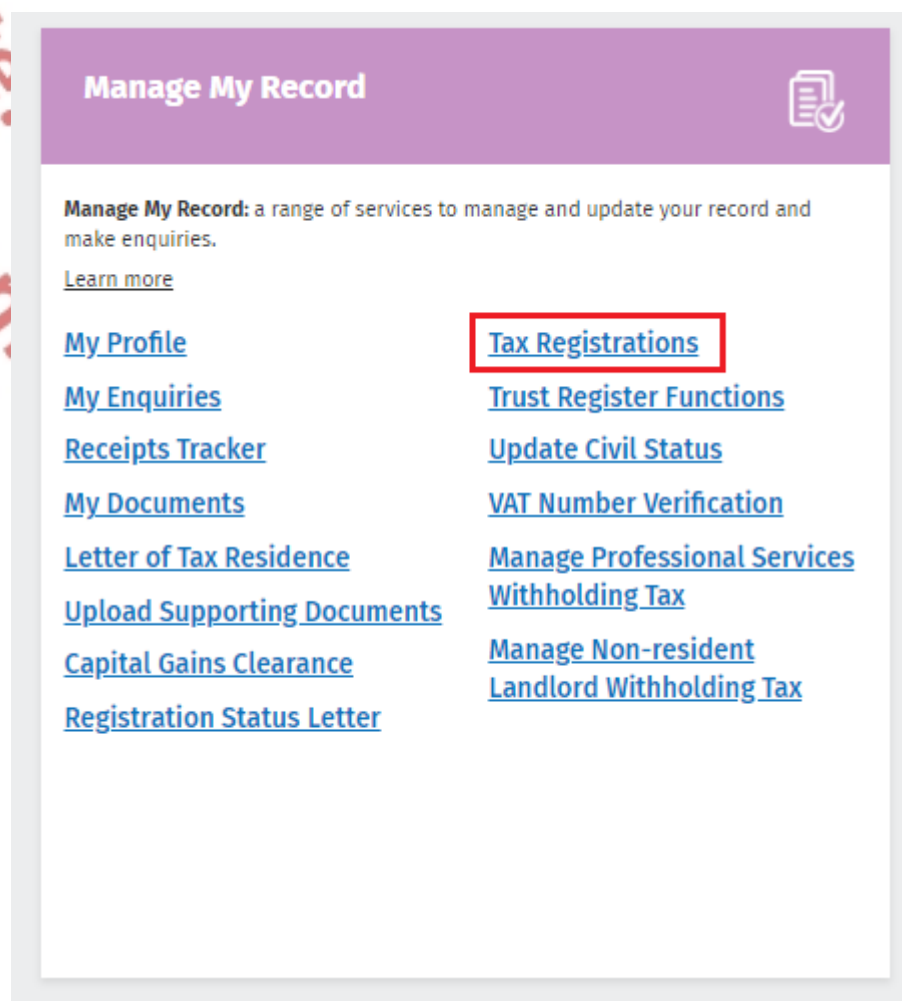 Manage My Record
Manage My Record: a range of services to manage and update your record and
make enquiries.
Learn more
My Profile
My Enquiries
Receipts Tracker
My Documents
Letter of Tax Residence
Upload Supporting Documents
Capital Gains Clearance
Registration Status Letter
Tax Registrations
Trust Register Functions
Update Civil Status
VAT Number Verification
Manage Professional Services
Withholding Tax
Manage Non-resident
Landlord Withholding Tax